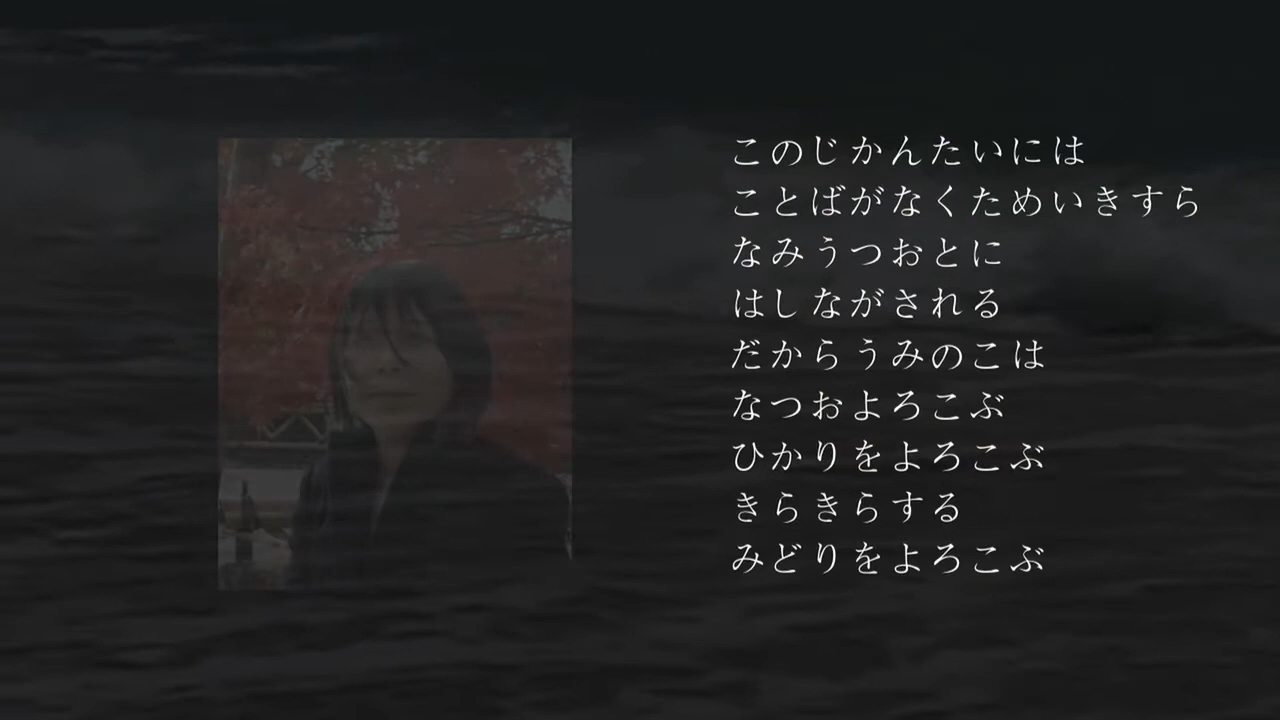 このじかんたいには
ことばがなくためいきすら
なみうつおとに
はしながされる
だからうみのこは
なつおよろこぶ
ひかりをよろこぶ
きらきらする
みどりをよろこぶ